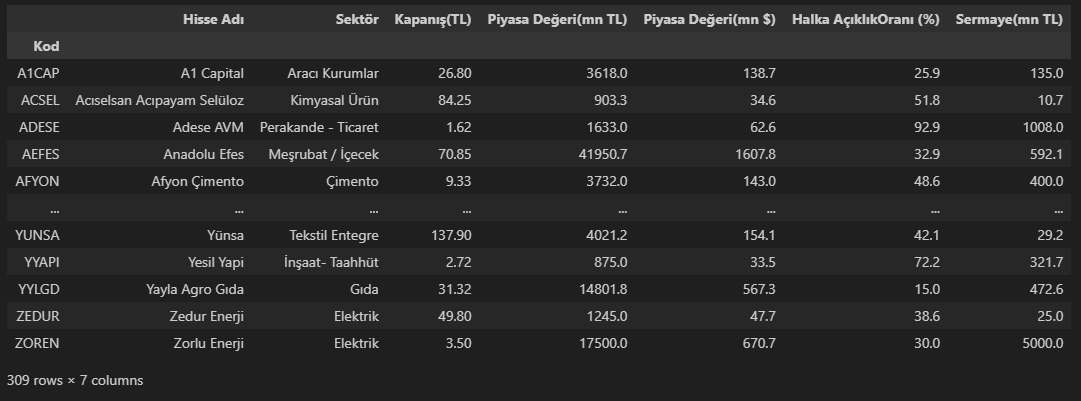 Hisse Adı Sektör Kapanış(TL) Piyasa Değeri(mn TL) Piyasa Değeri(mn $) Halka AçıklıkOranı (%) Sermaye(mn TL)
Kod
A1CAP A1 Capital Aracı Kurumlar 26.80 3618.0 138.7 25.9 135.0
ACSEL Acıselsan Acıpayam Selüloz Kimyasal Ürün 84.25 903.3 34.6 51.8 10.7
ADESE Adese AVM Perakande - Ticaret 1.62 1633.0 62.6 92.9 1008.0
AEFES Anadolu Efes Meşrubat / İçecek 70.85 41950.7 1607.8 32.9 592.1
AFYON Afyon Çimento Çimento 9.33 3732.0 143.0 48.6 400.0
... ... ... ... ... ... ... ...
YUNSA Yünsa Tekstil Entegre 137.90 4021.2 154.1 42.1 29.2
YYAPI Yesil Yapi İnşaat- Taahhüt 2.72 875.0 33.5 72.2 321.7
YYLGD Yayla Agro Gıda Gıda 31.32 14801.8 567.3 15.0 472.6
ZEDUR Zedur Enerji Elektrik 49.80 1245.0 47.7 38.6 25.0
ZOREN Zorlu Enerji Elektrik 3.50 17500.0 670.7 30.0 5000.0
309 rows × 7 columns